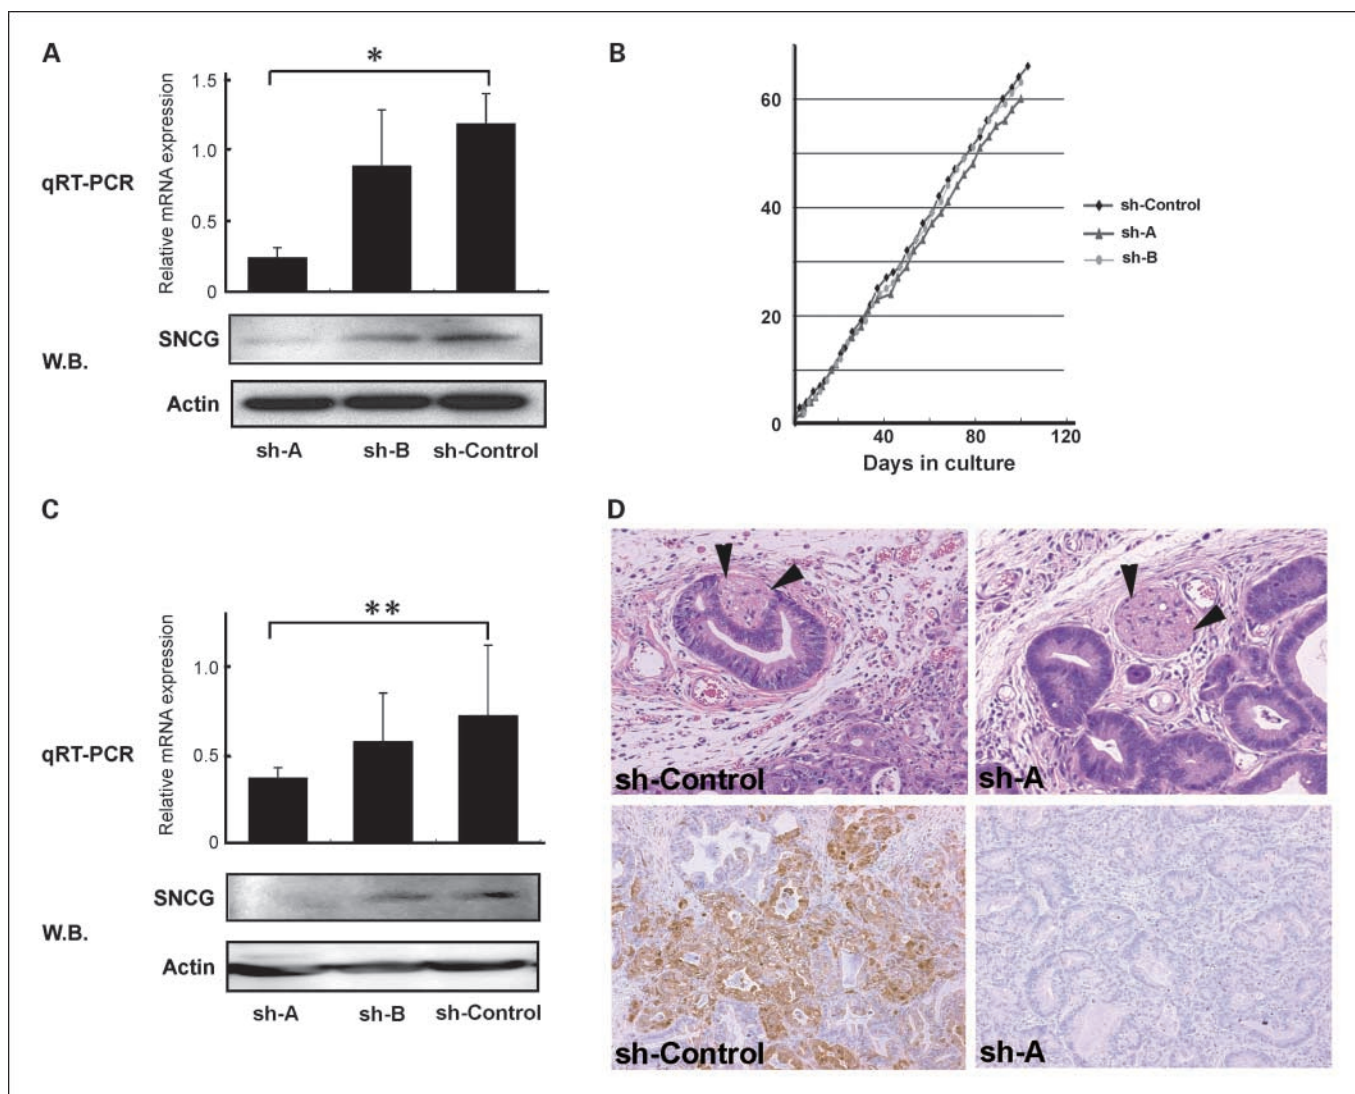 A
*
Relative mRNA expression
1.5
1.0
0.5
0
qRT-PCR
W.B.
SNCG
Actin
sh-A sh-B sh-Control
B
60
40
20
0
40 80 120
Days in culture
sh-Control
sh-A
sh-B
C
**
Relative mRNA expression
1.0
0.5
0
qRT-PCR
W.B.
SNCG
Actin
sh-A sh-B sh-Control
D
sh-Control
sh-A
sh-Control
sh-A